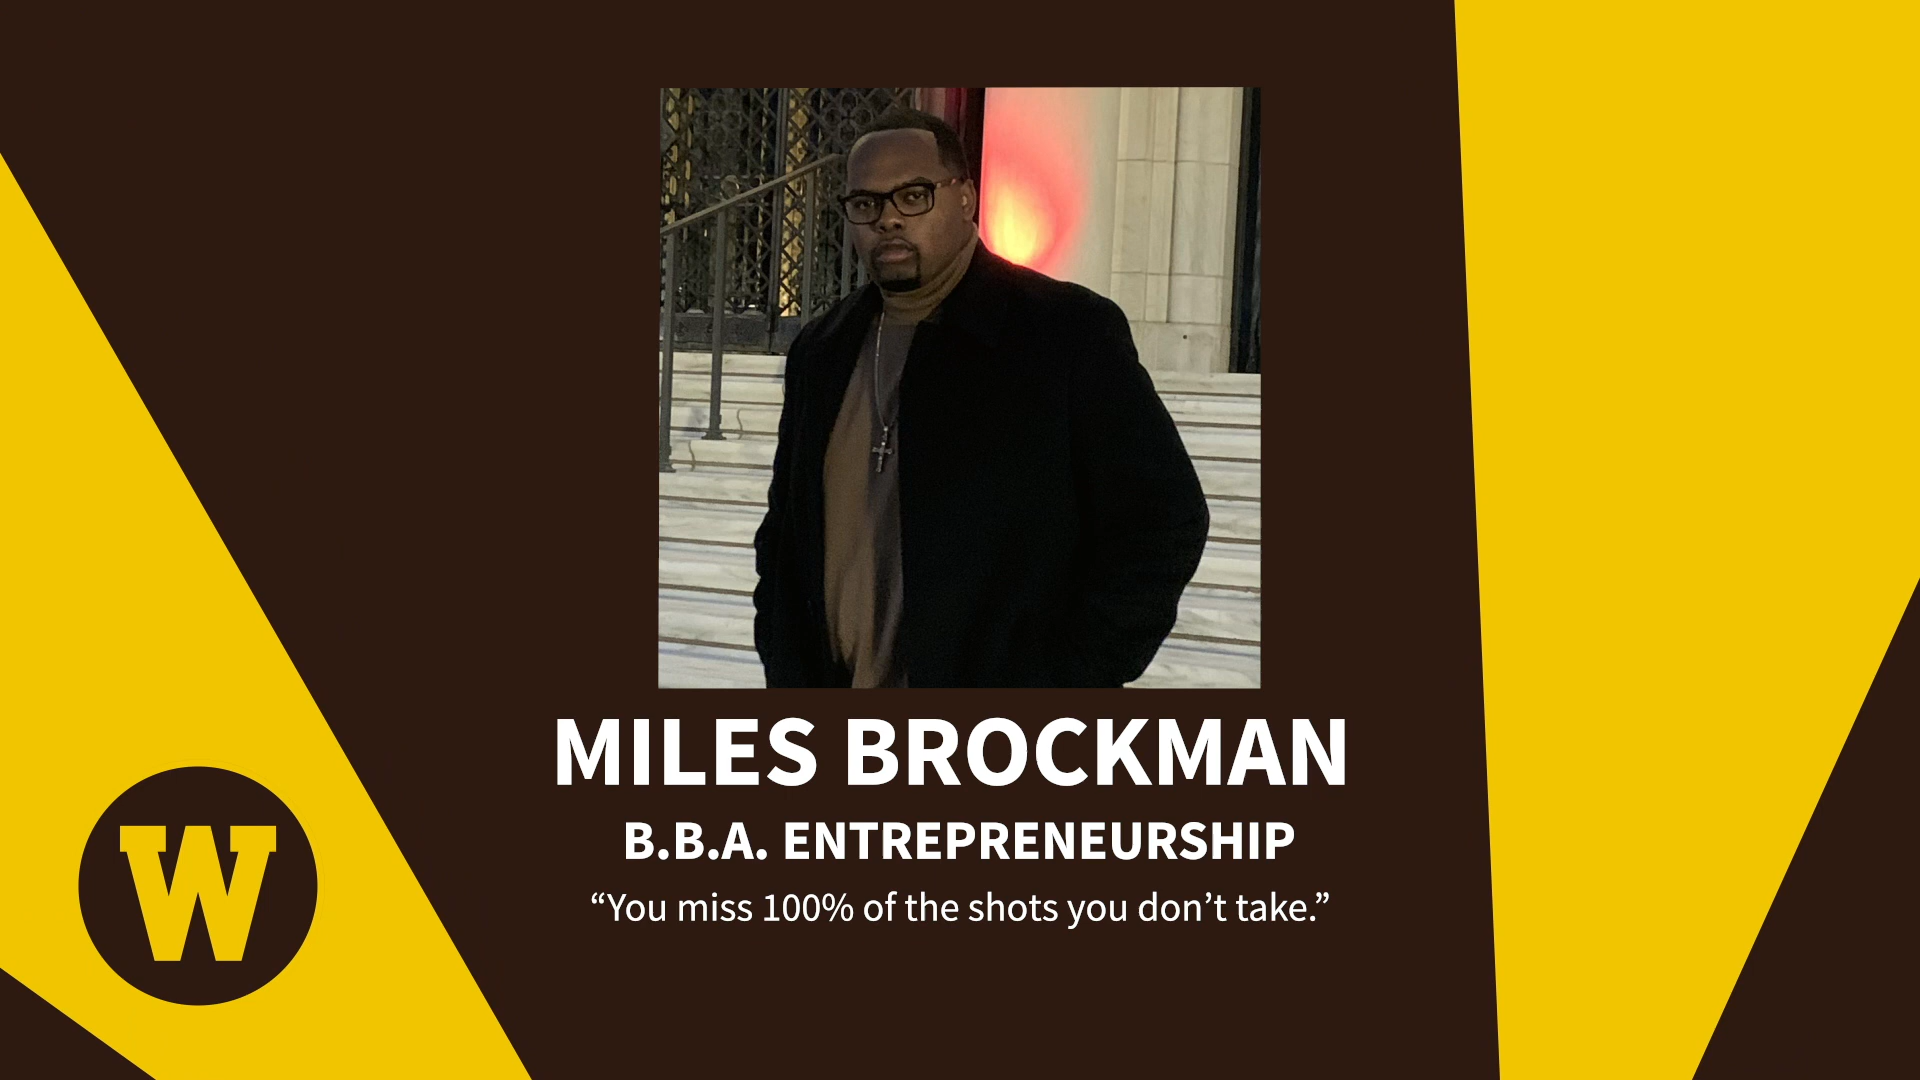 MILES BROCKMAN
B.B.A. ENTREPRENEURSHIP
“You miss 100% of the shots you don’t take.”
W